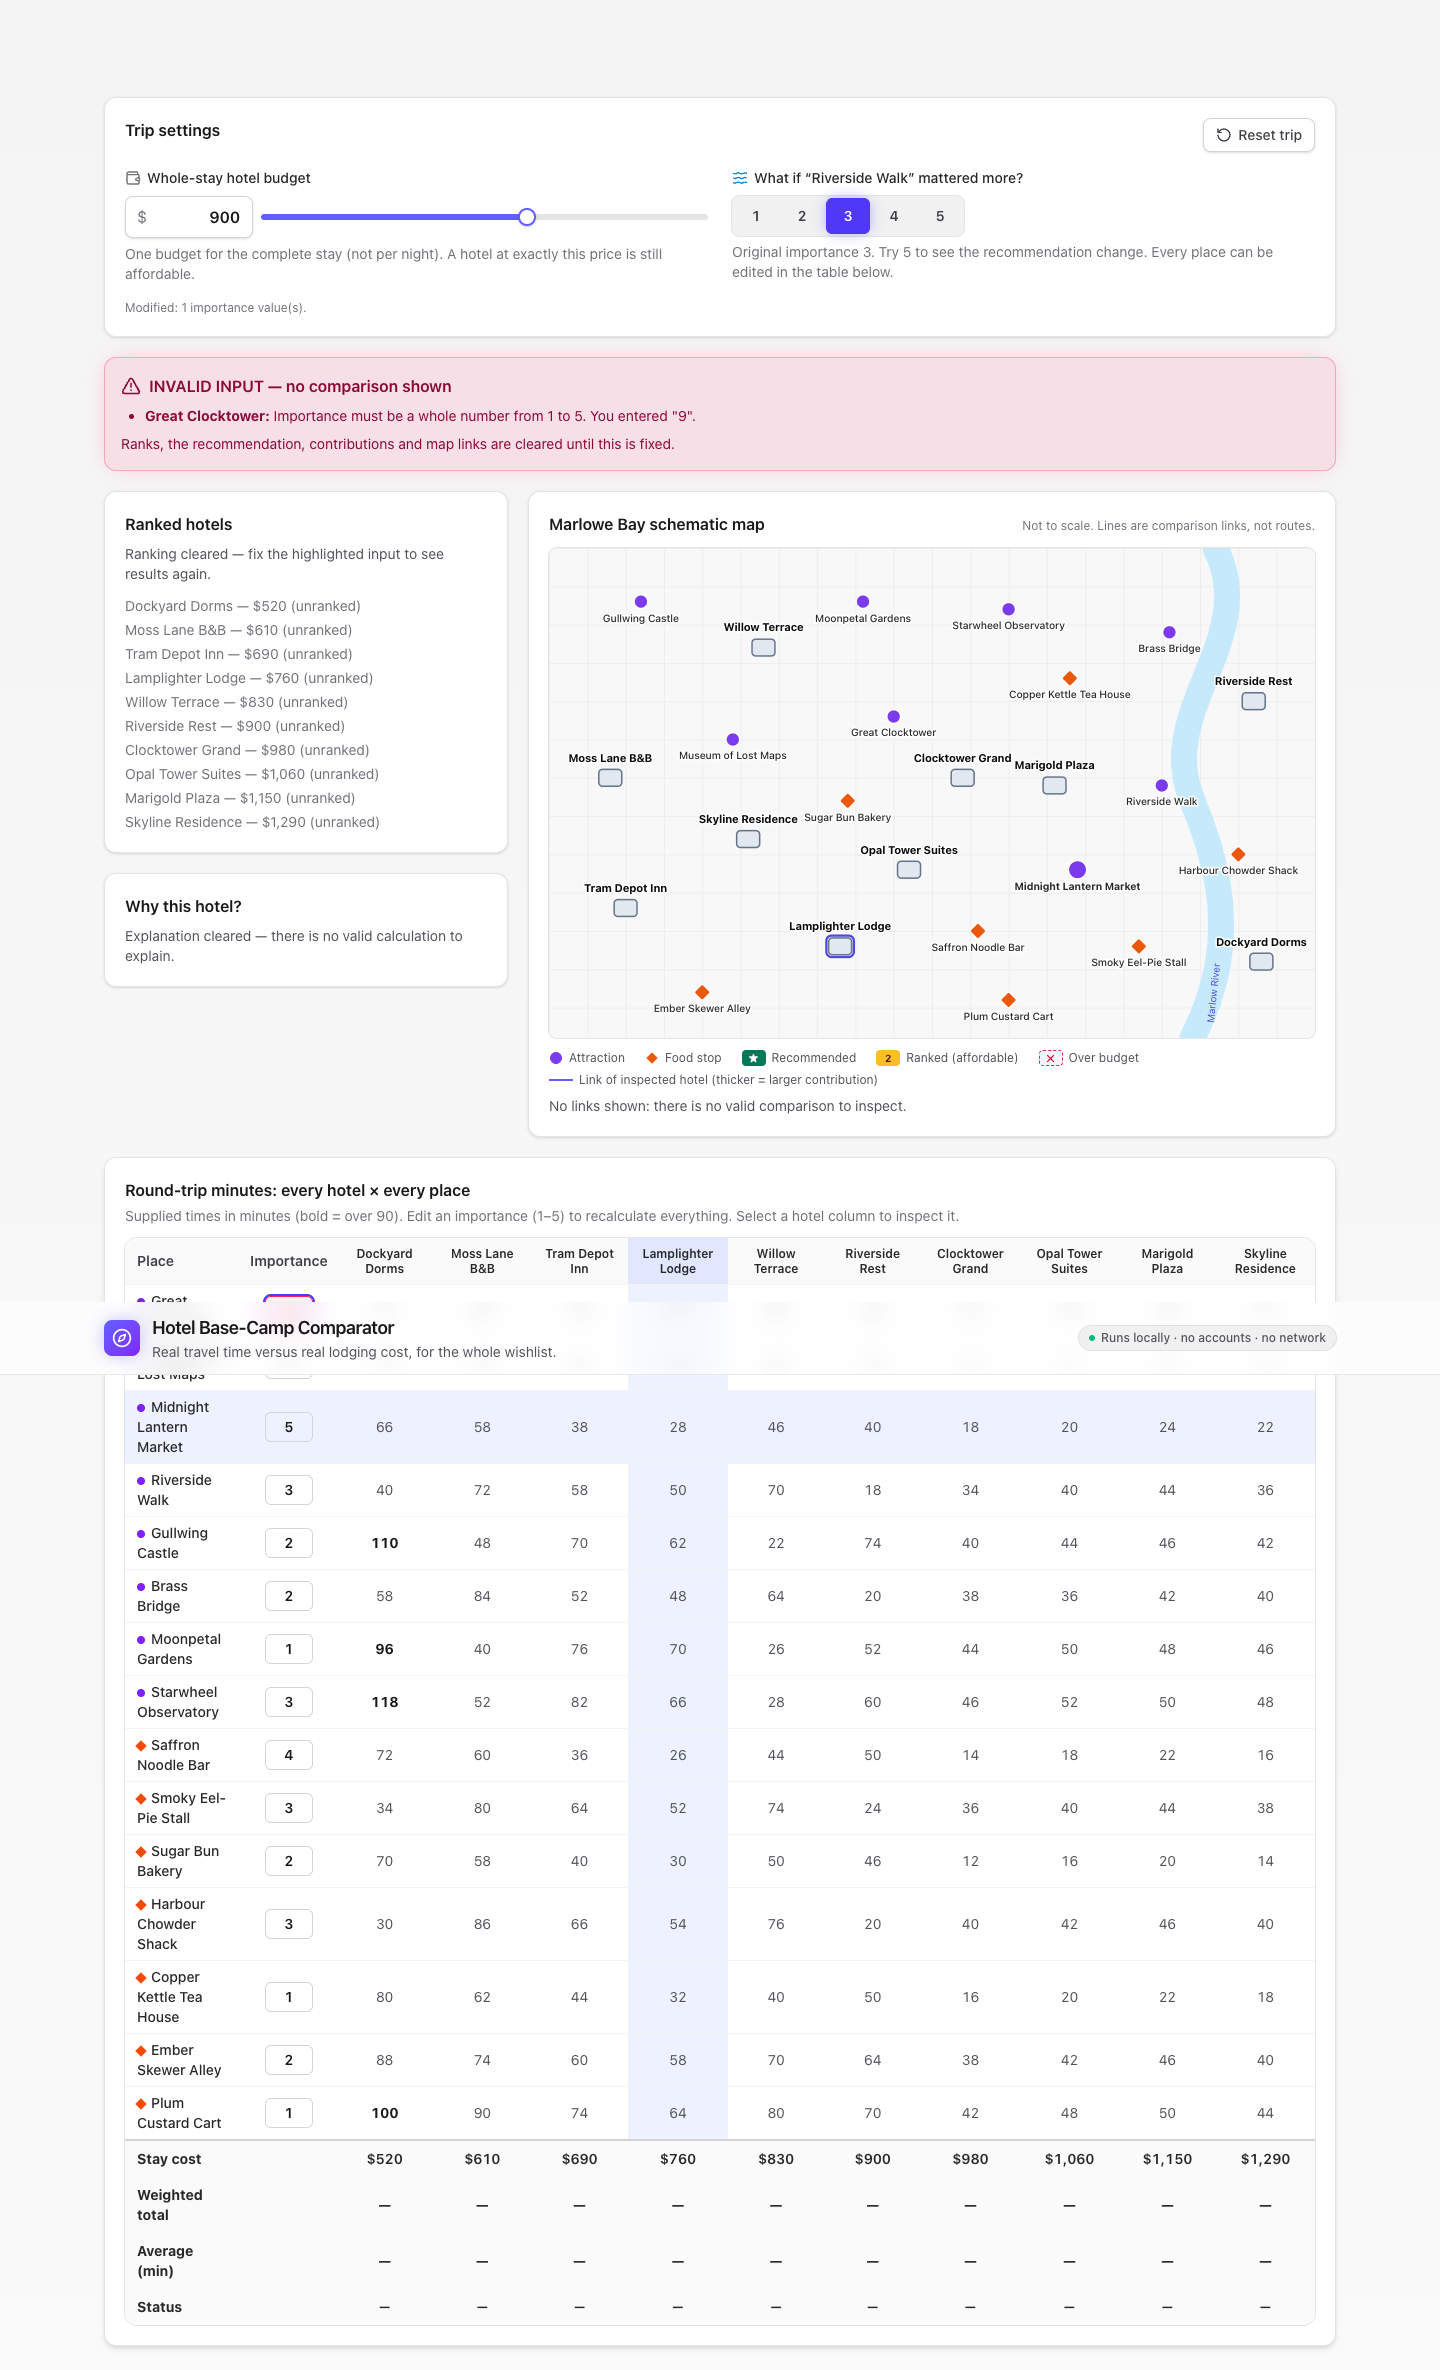 Trip settings
Reset trip
Whole-stay hotel budget
$ 900
One budget for the complete stay (not per night). A hotel at exactly this price is still
affordable.
Modified: 1 importance value(s).
What if “Riverside Walk” mattered more?
1 2 3 4 5
Original importance 3. Try 5 to see the recommendation change. Every place can be
edited in the table below.
INVALID INPUT — no comparison shown
• Great Clocktower: Importance must be a whole number from 1 to 5. You entered "9".
Ranks, the recommendation, contributions and map links are cleared until this is fixed.
Ranked hotels
Ranking cleared — fix the highlighted input to see
results again.
Dockyard Dorms — $520 (unranked)
Moss Lane B&B — $610 (unranked)
Tram Depot Inn — $690 (unranked)
Lamplighter Lodge — $760 (unranked)
Willow Terrace — $830 (unranked)
Riverside Rest — $900 (unranked)
Clocktower Grand — $980 (unranked)
Opal Tower Suites — $1,060 (unranked)
Marigold Plaza — $1,150 (unranked)
Skyline Residence — $1,290 (unranked)
Why this hotel?
Explanation cleared — there is no valid calculation to
explain.
Marlowe Bay schematic map
Not to scale. Lines are comparison links, not routes.
Gullwing Castle
Willow Terrace
Moonpetal Gardens
Starwheel Observatory
Brass Bridge
Riverside Rest
Copper Kettle Tea House
Great Clocktower
Museum of Lost Maps
Moss Lane B&B
Clocktower Grand
Marigold Plaza
Riverside Walk
Skyline Residence
Sugar Bun Bakery
Opal Tower Suites
Harbour Chowder Shack
Midnight Lantern Market
Tram Depot Inn
Lamplighter Lodge
Saffron Noodle Bar
Smoky Eel-Pie Stall
Dockyard Dorms
Marlow River
Ember Skewer Alley
Plum Custard Cart
Attraction
Food stop
Recommended
2 Ranked (affordable)
Over budget
Link of inspected hotel (thicker = larger contribution)
No links shown: there is no valid comparison to inspect.
Round-trip minutes: every hotel × every place
Supplied times in minutes (bold = over 90). Edit an importance (1–5) to recalculate everything. Select a hotel column to inspect it.
Place Importance Dockyard Dorms Moss Lane B&B Tram Depot Inn Lamplighter Lodge Willow Terrace Riverside Rest Clocktower Grand Opal Tower Suites Marigold Plaza Skyline Residence
Great
Hotel Base-Camp Comparator
Real travel time versus real lodging cost, for the whole wishlist.
Runs locally · no accounts · no network
Lost Maps
Midnight Lantern Market 5 66 58 38 28 46 40 18 20 24 22
Riverside Walk 3 40 72 58 50 70 18 34 40 44 36
Gullwing Castle 2 110 48 70 62 22 74 40 44 46 42
Brass Bridge 2 58 84 52 48 64 20 38 36 42 40
Moonpetal Gardens 1 96 40 76 70 26 52 44 50 48 46
Starwheel Observatory 3 118 52 82 66 28 60 46 52 50 48
Saffron Noodle Bar 4 72 60 36 26 44 50 14 18 22 16
Smoky Eel-Pie Stall 3 34 80 64 52 74 24 36 40 44 38
Sugar Bun Bakery 2 70 58 40 30 50 46 12 16 20 14
Harbour Chowder Shack 3 30 86 66 54 76 20 40 42 46 40
Copper Kettle Tea House 1 80 62 44 32 40 50 16 20 22 18
Ember Skewer Alley 2 88 74 60 58 70 64 38 42 46 40
Plum Custard Cart 1 100 90 74 64 80 70 42 48 50 44
Stay cost $520 $610 $690 $760 $830 $900 $980 $1,060 $1,150 $1,290
Weighted total — — — — — — — — — —
Average (min) — — — — — — — — — —
Status — — — — — — — — — —